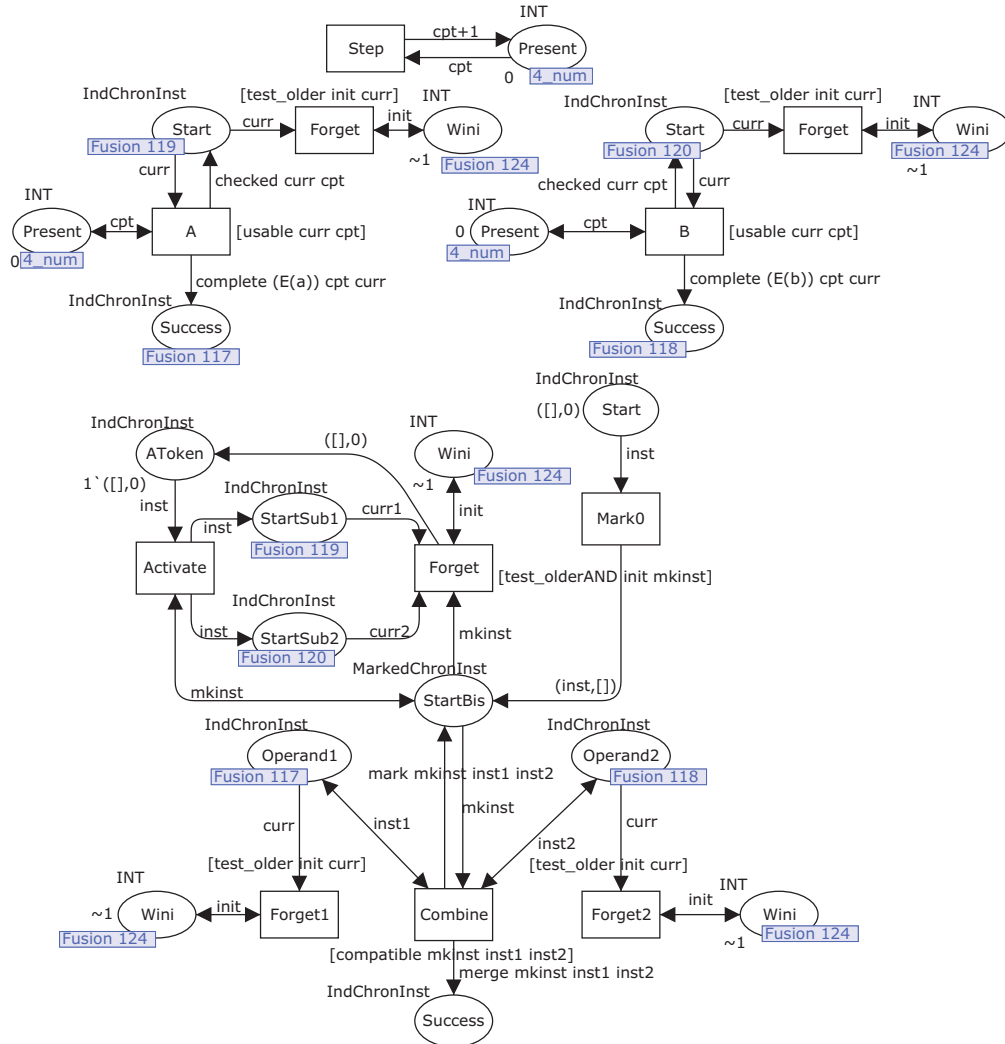 INT
Step
cpt+1
cpt
Present
0
4_num
IndChronInst
[test_older init curr]
INT
Start
curr
Forget
init
Wini
Fusion 119
~1
Fusion 124
curr
checked curr cpt
INT
Present
cpt
A
[usable curr cpt]
0
4_num
complete (E(a)) cpt curr
IndChronInst
Success
Fusion 117
IndChronInst
[test_older init curr]
INT
Start
curr
Forget
init
Wini
Fusion 120
Fusion 124
~1
checked curr cpt
curr
INT
0
Present
cpt
B
[usable curr cpt]
4_num
complete (E(b)) cpt curr
IndChronInst
Success
Fusion 118
IndChronInst
([],0)
Start
inst
Mark0
(inst,[])
IndChronInst
AToken
([],0)
1`([],0)
inst
INT
Wini
~1
Fusion 124
init
IndChronInst
StartSub1
curr1
inst
Fusion 119
Activate
Forget
[test_olderAND init mkinst]
IndChronInst
inst
StartSub2
curr2
Fusion 120
mkinst
MarkedChronInst
mkinst
StartBis
IndChronInst
Operand1
Fusion 117
mark mkinst inst1 inst2
mkinst
IndChronInst
Operand2
Fusion 118
curr
inst1
inst2
curr
[test_older init curr]
[test_older init curr]
INT
~1
Wini
init
Forget1
Fusion 124
Combine
Forget2
init
INT
Wini
~1
Fusion 124
[compatible mkinst inst1 inst2]
merge mkinst inst1 inst2
IndChronInst
Success